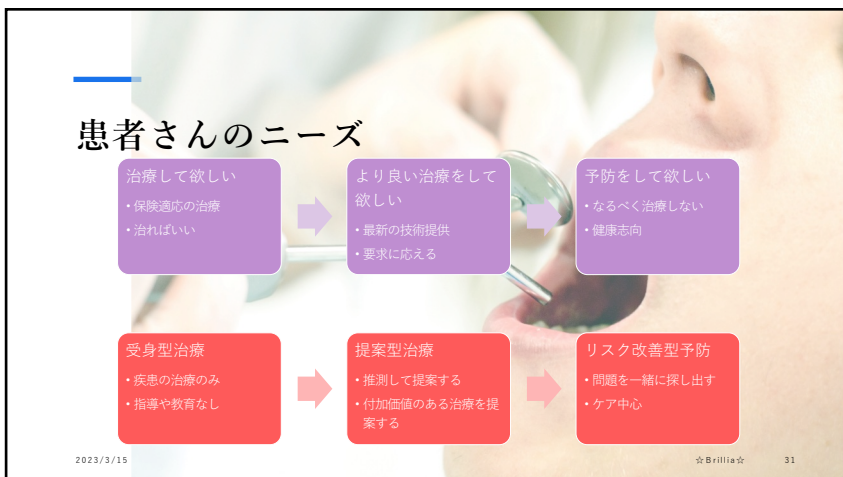 患者さんのニーズ
治療して欲しい
・保険適応の治療
・治ればいい
より良い治療をして
欲しい
・最新の技術提供
・要求に応える
予防をして欲しい
・なるべく治療しない
・健康志向
受身型治療
・疾患の治療のみ
・指導や教育なし
提案型治療
・推測して提案する
・付加価値のある治療を提
案する
リスク改善型予防
・問題を一緒に探し出す
・ケア中心
2023/3/15
☆Brillia☆
31